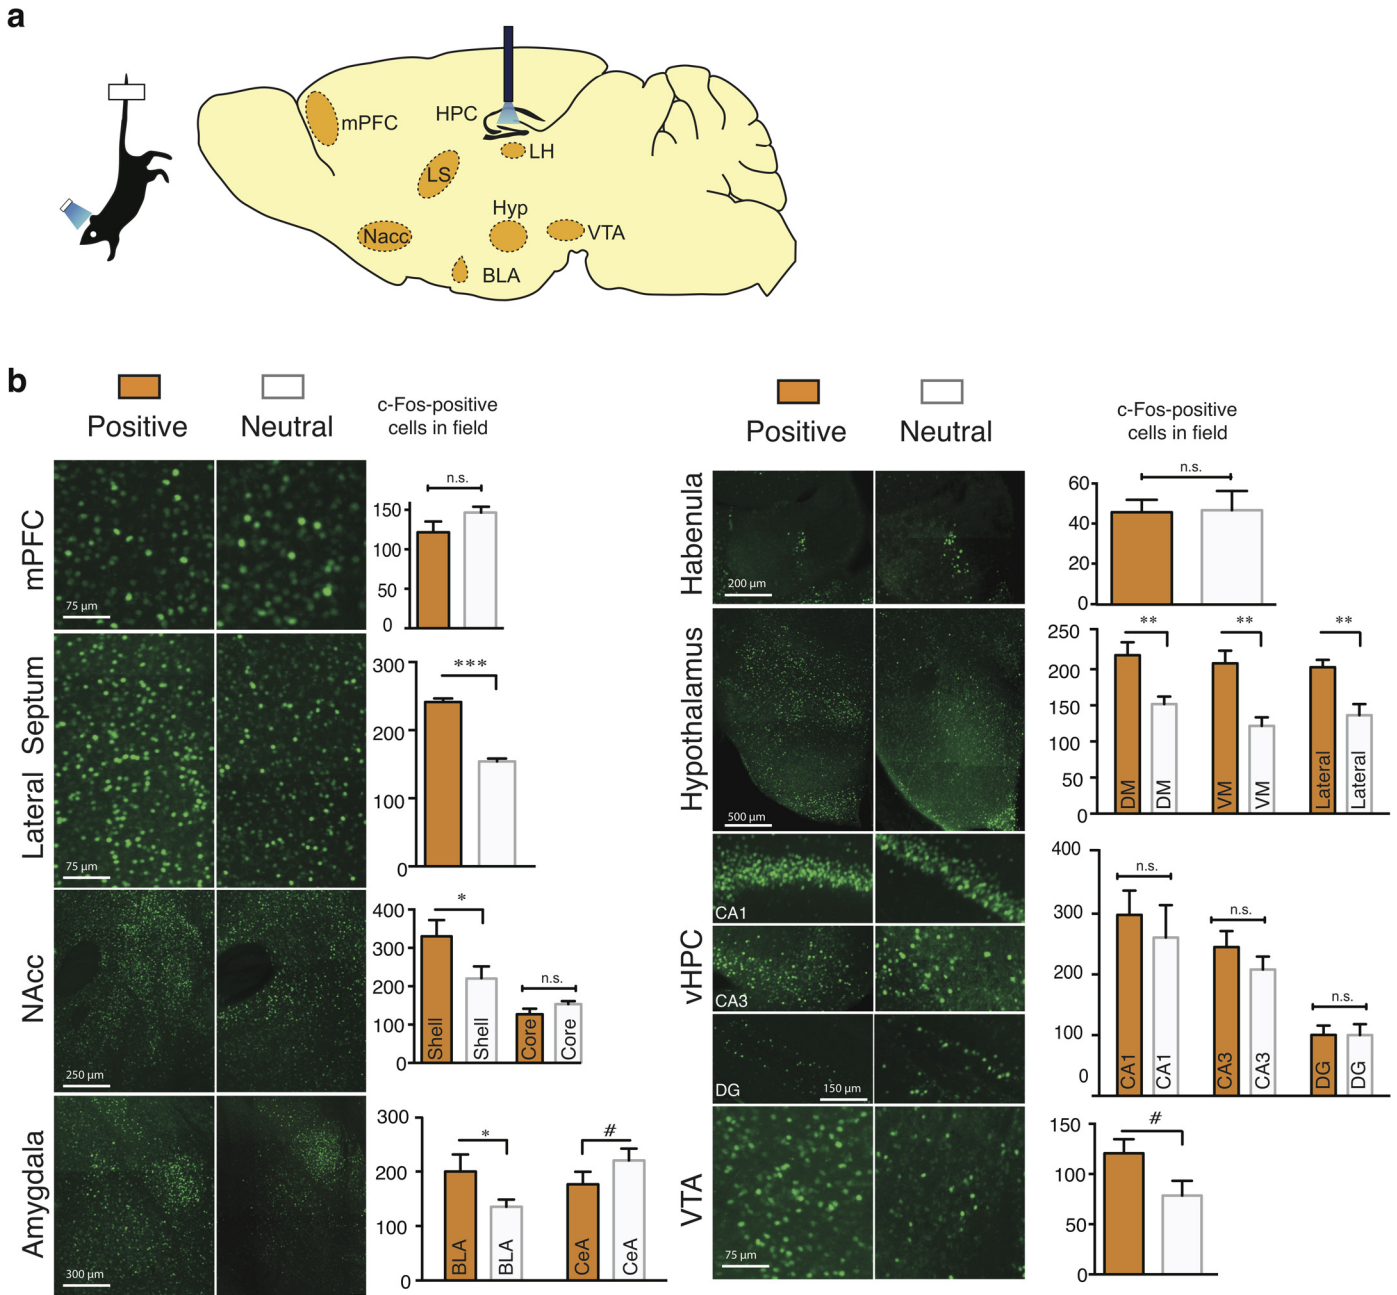 a
mPFC
HPC
LH
LS
Hyp
Nacc
VTA
BLA
b
Positive
Neutral
c-Fos-positive
cells in field
mPFC
75 µm
n.s.
150
100
50
0
Lateral Septum
75 µm
***
300
200
100
0
NAcc
250 µm
*
n.s.
400
300
200
100
0
Shell
Shell
Core
Core
Amygdala
300 µm
*
#
300
200
100
0
BLA
BLA
CeA
CeA
Positive
Neutral
c-Fos-positive
cells in field
Habenula
200 µm
n.s.
60
40
20
0
Hypothalamus
500 µm
**
**
**
250
200
150
100
50
0
DM
DM
VM
VM
Lateral
Lateral
vHPC
CA1
CA3
DG
150 µm
n.s.
n.s.
n.s.
400
300
200
100
0
CA1
CA1
CA3
CA3
DG
DG
VTA
75 µm
#
150
100
50
0